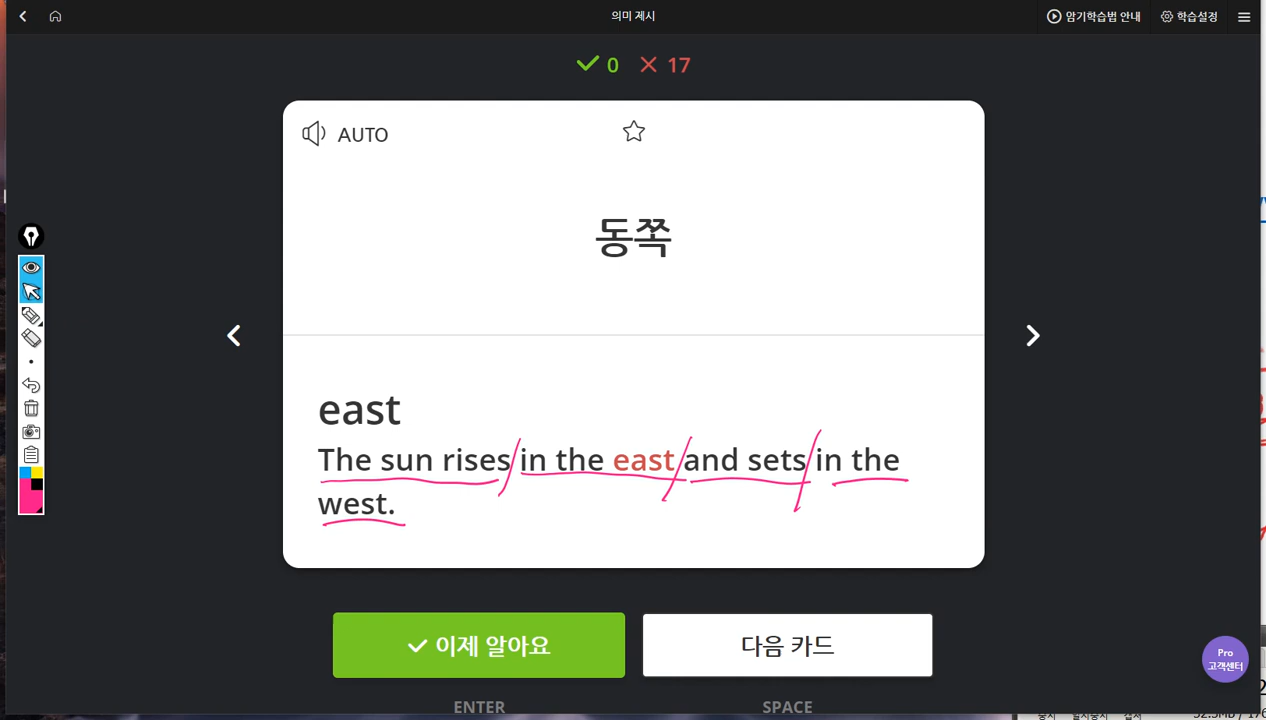 의미 제시
암기학습법 안내
학습설정
0
17
AUTO
동쪽
east
The sun rises in the east and sets in the
west.
이제 알아요
다음 카드
Pro
고객센터
ENTER
SPACE